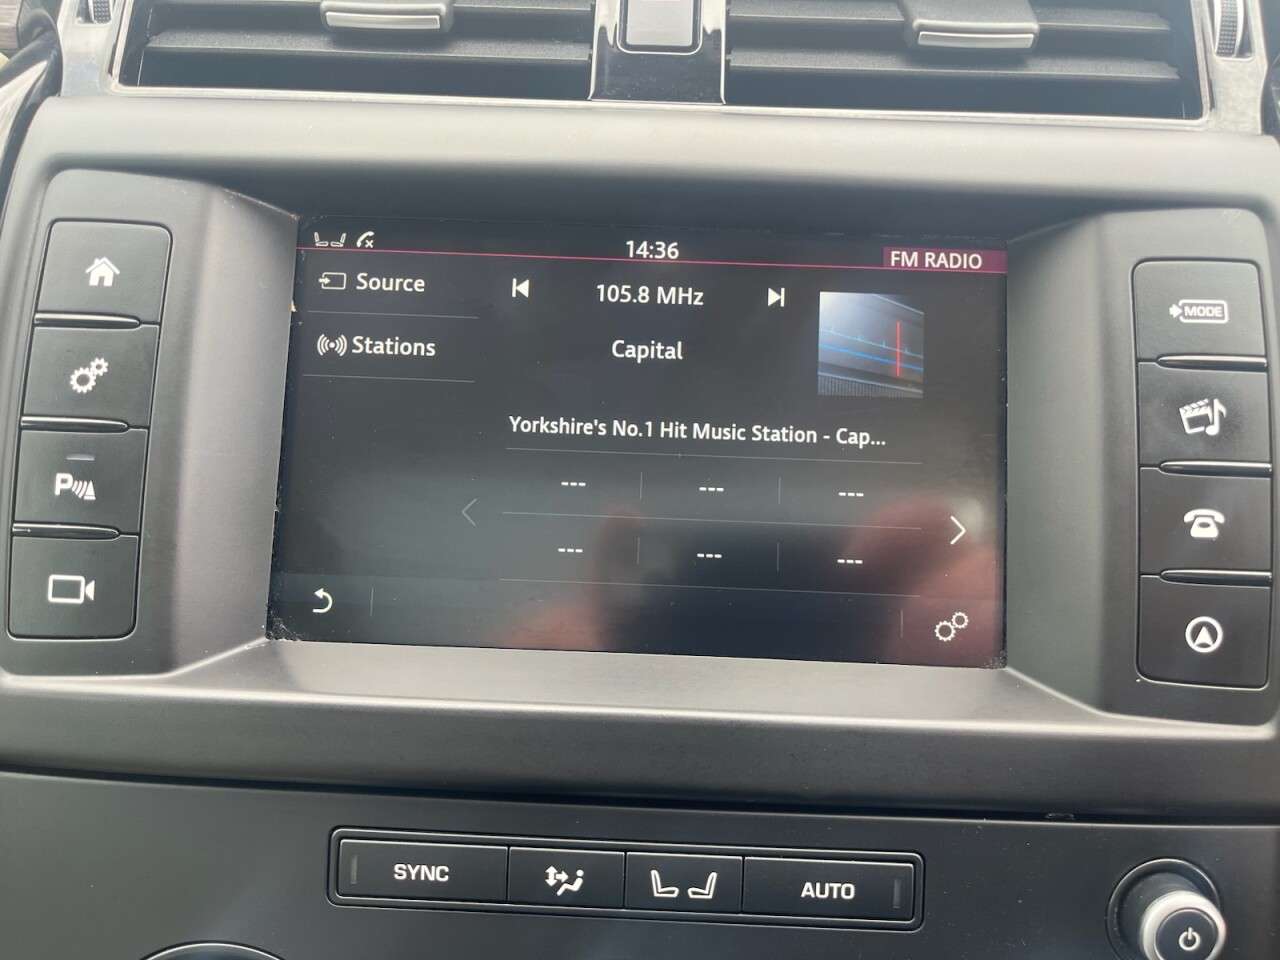 14:36
FM RADIO
Source
105.8 MHz
Stations
Capital
Yorkshire's No.1 Hit Music Station - Cap...
--- --- ---
--- --- ---
MODE
P
SYNC
AUTO